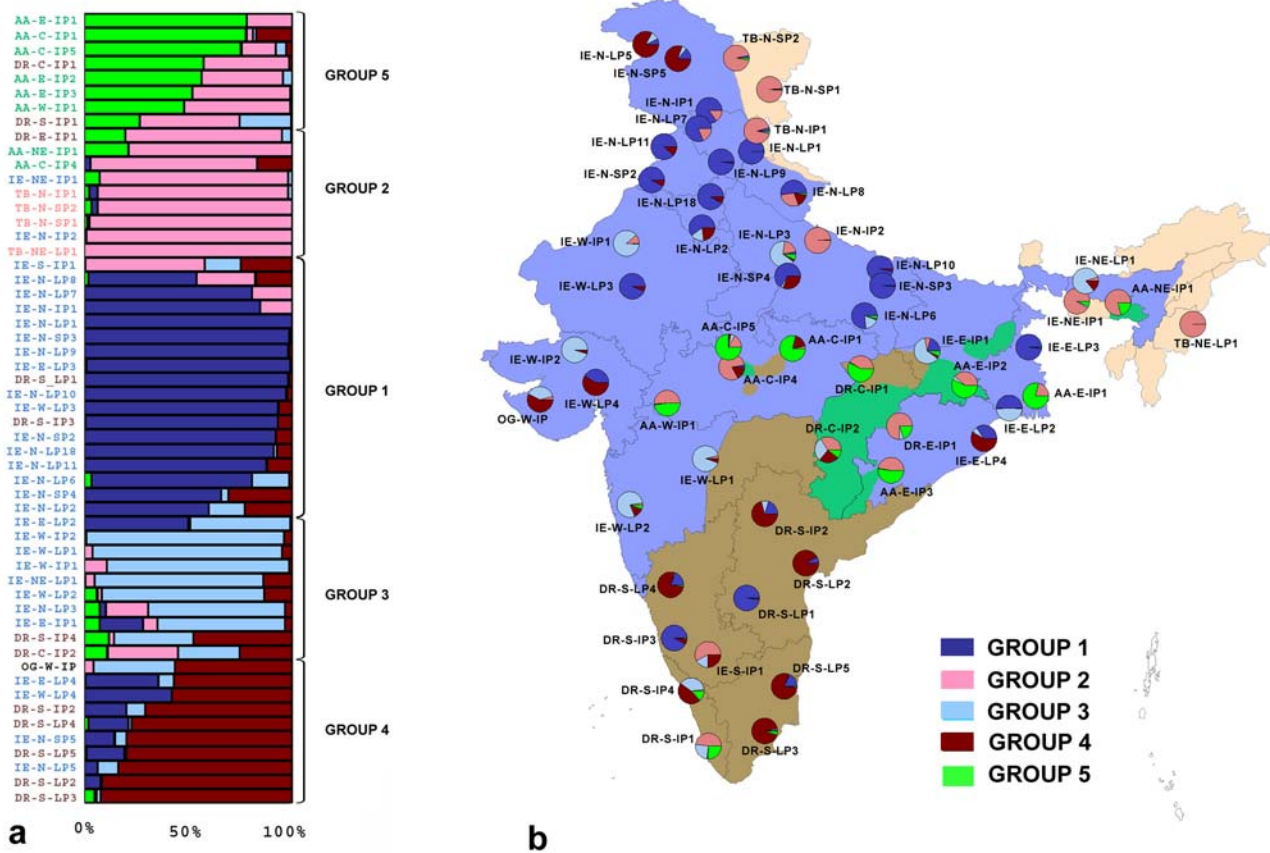 AA-E-IP1
AA-C-IP1
AA-C-IP5
DR-C-IP1
AA-E-IP2
AA-E-IP3
AA-W-IP1
DR-S-IP1
DR-E-IP1
AA-NE-IP1
AA-C-IP4
IE-NE-IP1
TB-N-IP1
TB-N-SP2
TB-N-SP1
IE-N-IP2
TB-NE-LP1
IE-S-IP1
IE-N-LP8
IE-N-LP7
IE-N-IP1
IE-N-LP1
IE-N-SP3
IE-N-LP9
IE-E-LP3
DR-S_LP1
IE-N-LP10
IE-W-LP3
DR-S-IP3
IE-N-SP2
IE-N-LP18
IE-N-LP11
IE-N-LP6
IE-N-SP4
IE-N-LP2
IE-E-LP2
IE-W-IP2
IE-W-LP1
IE-W-IP1
IE-NE-LP1
IE-W-LP2
IE-N-LP3
IE-E-IP1
DR-S-IP4
DR-C-IP2
OG-W-IP
IE-E-LP4
IE-W-LP4
DR-S-IP2
DR-S-LP4
IE-N-SP5
DR-S-LP5
IE-N-LP5
DR-S-LP2
DR-S-LP3
0% 50% 100%
a
GROUP 5
GROUP 2
GROUP 1
GROUP 3
GROUP 4
TB-N-SP2
IE-N-LP5
IE-N-SP5
TB-N-SP1
IE-N-IP1
IE-N-LP7
TB-N-IP1
IE-N-LP11
IE-N-LP1
IE-N-LP9
IE-N-SP2
IE-N-LP8
IE-N-LP18
IE-W-IP1
IE-N-LP2
IE-N-LP3
IE-N-IP2
IE-N-LP10
IE-N-SP4
IE-N-SP3
IE-W-LP3
IE-N-LP6
IE-NE-LP1
AA-NE-IP1
IE-NE-IP1
TB-NE-LP1
AA-C-IP5
AA-C-IP1
IE-E-IP1
IE-E-LP3
IE-W-IP2
AA-C-IP4
AA-E-IP2
DR-C-IP1
AA-E-IP1
IE-W-LP4
OG-W-IP
AA-W-IP1
IE-E-LP2
DR-C-IP2
DR-E-IP1
IE-E-LP4
IE-W-LP1
AA-E-IP3
IE-W-LP2
DR-S-IP2
DR-S-LP2
DR-S-LP4
DR-S-LP1
DR-S-IP3
IE-S-IP1
DR-S-LP5
DR-S-IP4
DR-S-IP1
DR-S-LP3
GROUP 1
GROUP 2
GROUP 3
GROUP 4
GROUP 5
b